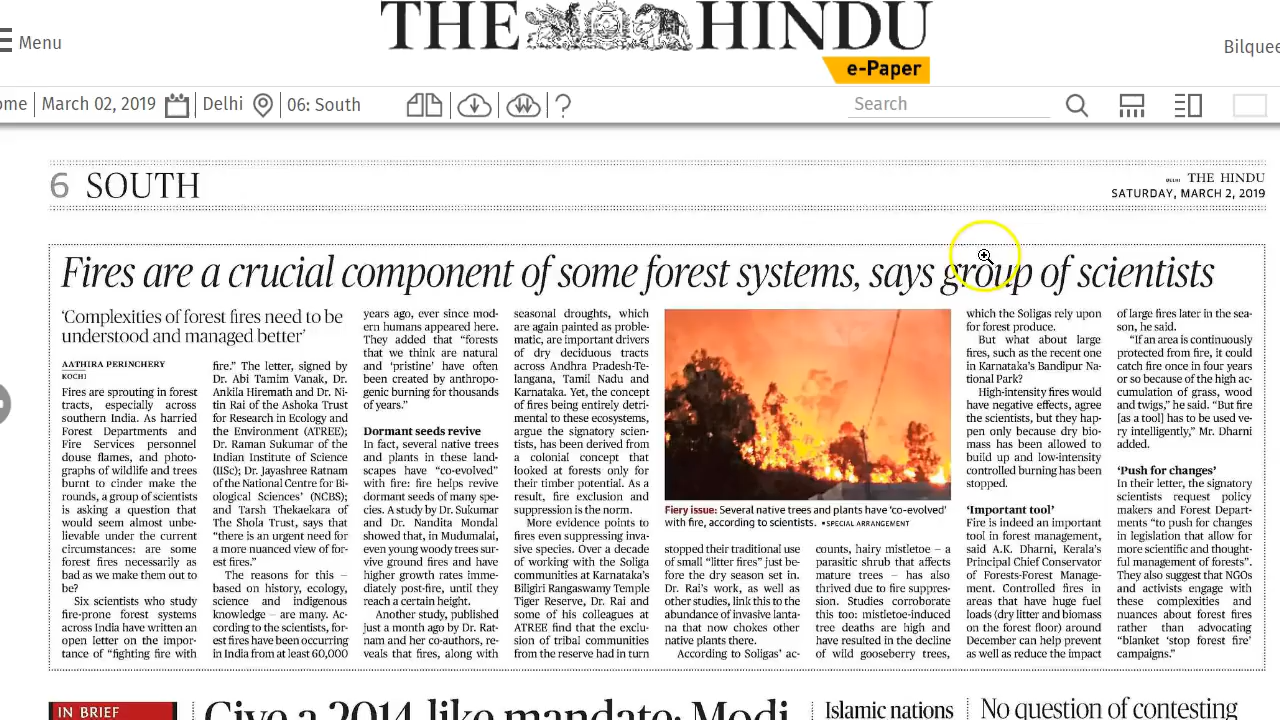 THE HINDU
e-Paper
Menu
Bilquee
ome
March 02, 2019
Delhi
06: South
?
Search
6 SOUTH
DELHI THE HINDU
SATURDAY, MARCH 2, 2019
Fires are a crucial component of some forest systems, says group of scientists
‘Complexities of forest fires need to be
understood and managed better’
AATHIRA PERINCHERY
KOCHI
Fires are sprouting in forest
tracts, especially across
southern India. As harried
Forest Departments and
Fire Services personnel
douse flames, and photo-
graphs of wildlife and trees
burnt to cinder make the
rounds, a group of scientists
is asking a question that
would seem almost unbe-
lievable under the current
circumstances: are some
forest fires necessarily as
bad as we make them out to
be?
Six scientists who study
fire-prone forest systems
across India have written an
open letter on the impor-
tance of “fighting fire with
fire.” The letter, signed by
Dr. Abi Tamim Vanak, Dr.
Ankila Hiremath and Dr. Ni-
tin Rai of the Ashoka Trust
for Research in Ecology and
the Environment (ATREE);
Dr. Raman Sukumar of the
Indian Institute of Science
(IISc); Dr. Jayashree Ratnam
of the National Centre for Bi-
ological Sciences’ (NCBS);
and Tarsh Thekaekara of
The Shola Trust, says that
“there is an urgent need for
a more nuanced view of for-
est fires.”
The reasons for this –
based on history, ecology,
science and indigenous
knowledge – are many. Ac-
cording to the scientists, for-
est fires have been occurring
in India from at least 60,000
years ago, ever since mod-
ern humans appeared here.
They added that “forests
that we think are natural
and ‘pristine’ have often
been created by anthropo-
genic burning for thousands
of years.”
Dormant seeds revive
In fact, several native trees
and plants in these land-
scapes have “co-evolved”
with fire: fire helps revive
dormant seeds of many spe-
cies. A study by Dr. Sukumar
and Dr. Nandita Mondal
showed that, in Mudumalai,
even young woody trees sur-
vive ground fires and have
higher growth rates imme-
diately post-fire, until they
reach a certain height.
Another study, published
just a month ago by Dr. Rat-
nam and her co-authors, re-
veals that fires, along with
seasonal droughts, which
are again painted as proble-
matic, are important drivers
of dry deciduous tracts
across Andhra Pradesh-Te-
langana, Tamil Nadu and
Karnataka. Yet, the concept
of fires being entirely detri-
mental to these ecosystems,
argue the signatory scien-
tists, has been derived from
a colonial concept that
looked at forests only for
their timber potential. As a
result, fire exclusion and
suppression is the norm.
More evidence points to
fires even suppressing inva-
sive species. Over a decade
of working with the Soliga
communities at Karnataka’s
Biligiri Rangaswamy Temple
Tiger Reserve, Dr. Rai and
some of his colleagues at
ATREE find that the exclu-
sion of tribal communities
from the reserve had in turn
Fiery issue: Several native trees and plants have ‘co-evolved’
with fire, according to scientists. ▪SPECIAL ARRANGEMENT
stopped their traditional use
of small “litter fires” just be-
fore the dry season set in.
Dr. Rai’s work, as well as
other studies, link this to the
abundance of invasive lanta-
na that now chokes other
native plants there.
According to Soligas’ ac-
counts, hairy mistletoe – a
parasitic shrub that affects
mature trees – has also
thrived due to fire suppres-
sion. Studies corroborate
this too: mistletoe-induced
tree deaths are high and
have resulted in the decline
of wild gooseberry trees,
which the Soligas rely upon
for forest produce.
But what about large
fires, such as the recent one
in Karnataka’s Bandipur Na-
tional Park?
High-intensity fires would
have negative effects, agree
the scientists, but they hap-
pen only because dry bio-
mass has been allowed to
build up and low-intensity
controlled burning has been
stopped.
‘Important tool’
Fire is indeed an important
tool in forest management,
said A.K. Dharni, Kerala’s
Principal Chief Conservator
of Forests-Forest Manage-
ment. Controlled fires in
areas that have huge fuel
loads (dry litter and biomass
on the forest floor) around
December can help prevent
as well as reduce the impact
of large fires later in the sea-
son, he said.
“If an area is continuously
protected from fire, it could
catch fire once in four years
or so because of the high ac-
cumulation of grass, wood
and twigs,” he said. “But fire
[as a tool] has to be used ve-
ry intelligently,” Mr. Dharni
added.
‘Push for changes’
In their letter, the signatory
scientists request policy
makers and Forest Depart-
ments “to push for changes
in legislation that allow for
more scientific and thought-
ful management of forests”.
They also suggest that NGOs
and activists engage with
these complexities and
nuances about forest fires
rather than advocating
“blanket ‘stop forest fire’
campaigns.”
IN BRIEF
Give a 2014-like mandate: Modi
Islamic nations
No question of contesting